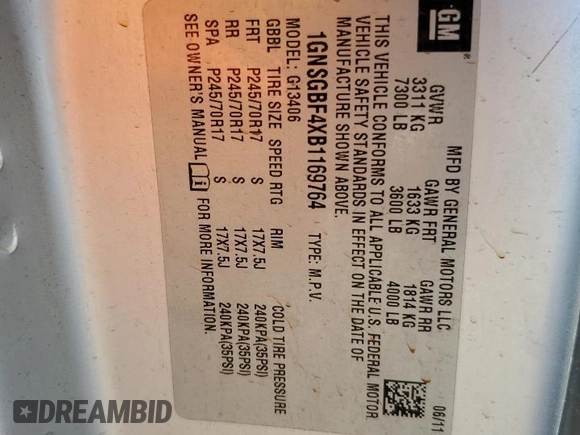 GM
®
MFD BY GENERAL MOTORS LLC 06/11
GVWR GAWR FRT GAWR RR
3311 KG 1633 KG 1814 KG
7300 LB 3600 LB 4000 LB
THIS VEHICLE CONFORMS TO ALL APPLICABLE U.S. FEDERAL MOTOR
VEHICLE SAFETY STANDARDS IN EFFECT ON THE DATE OF
MANUFACTURE SHOWN ABOVE.
1GNSGBF4XB1169764 TYPE: M.P.V.
MODEL: G13406
GBBL TIRE SIZE SPEED RTG RIM COLD TIRE PRESSURE
FRT P245/70R17 S 17X7.5J 240KPA(35PSI)
RR P245/70R17 S 17X7.5J 240KPA(35PSI)
SPA P245/70R17 S 17X7.5J 240KPA(35PSI)
SEE OWNER'S MANUAL FOR MORE INFORMATION.
DREAMBID